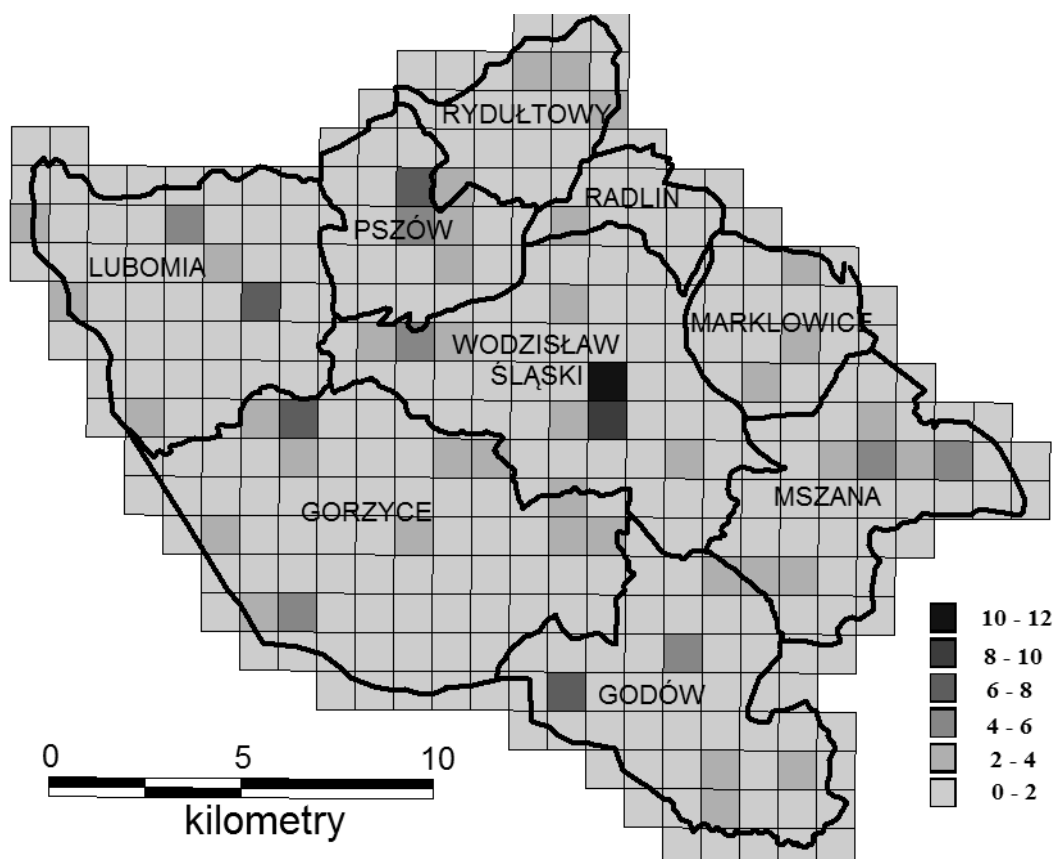 RYDUŁTOWY
RADLIN
PSZÓW
LUBOMIA
MARKLOWICE
WODZISŁAW
ŚLĄSKI
MSZANA
GORZYCE
GODÓW
10 - 12
8 - 10
6 - 8
4 - 6
2 - 4
0 - 2
0 5 10
kilometry